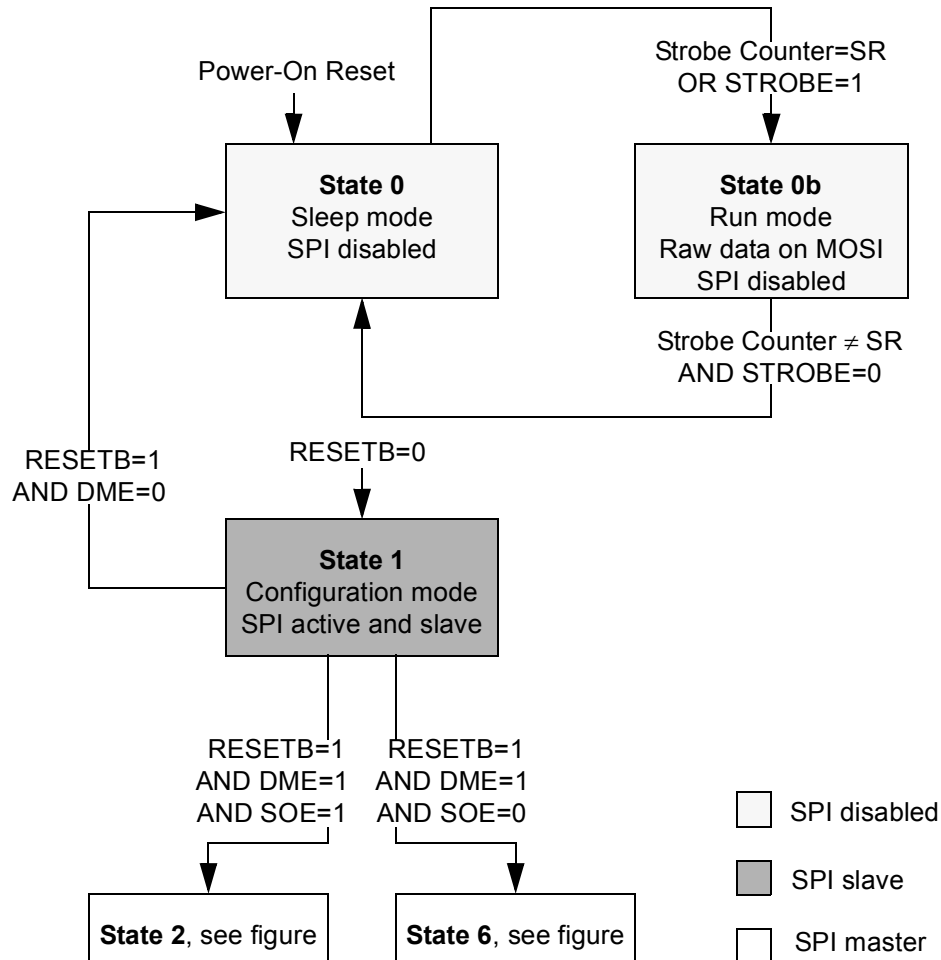 Power-On Reset
Strobe Counter=SR
OR STROBE=1
State 0
Sleep mode
SPI disabled
State 0b
Run mode
Raw data on MOSI
SPI disabled
Strobe Counter ≠ SR
AND STROBE=0
RESETB=1
AND DME=0
RESETB=0
State 1
Configuration mode
SPI active and slave
RESETB=1
AND DME=1
AND SOE=1
RESETB=1
AND DME=1
AND SOE=0
State 2, see figure
State 6, see figure
SPI disabled
SPI slave
SPI master